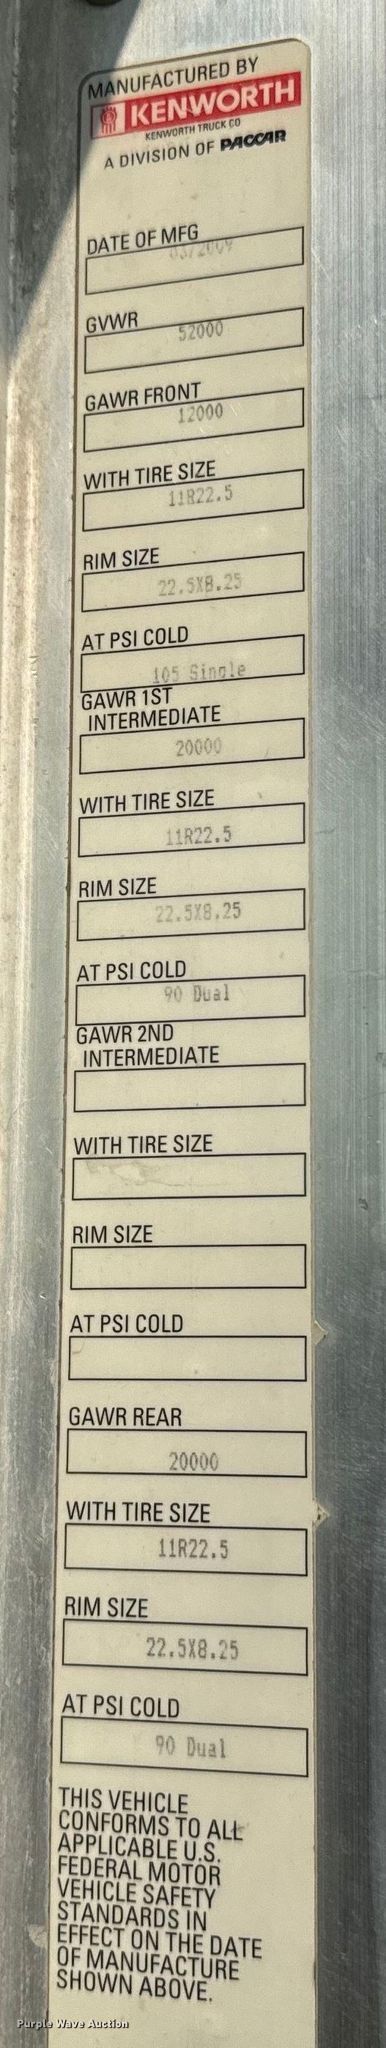 MANUFACTURED BY
KENWORTH
KENWORTH TRUCK CO
A DIVISION OF PACCAR
DATE OF MFG
03/2009
GVWR
52000
GAWR FRONT
12000
WITH TIRE SIZE
11R22.5
RIM SIZE
22.5X8.25
AT PSI COLD
105 Single
GAWR 1ST
INTERMEDIATE
20000
WITH TIRE SIZE
11R22.5
RIM SIZE
22.5X8.25
AT PSI COLD
90 Dual
GAWR 2ND
INTERMEDIATE
WITH TIRE SIZE
RIM SIZE
AT PSI COLD
GAWR REAR
20000
WITH TIRE SIZE
11R22.5
RIM SIZE
22.5X8.25
AT PSI COLD
90 Dual
THIS VEHICLE
CONFORMS TO ALL
APPLICABLE U.S.
FEDERAL MOTOR
VEHICLE SAFETY
STANDARDS IN
EFFECT ON THE DATE
OF MANUFACTURE
SHOWN ABOVE.
Purple Wave Auction